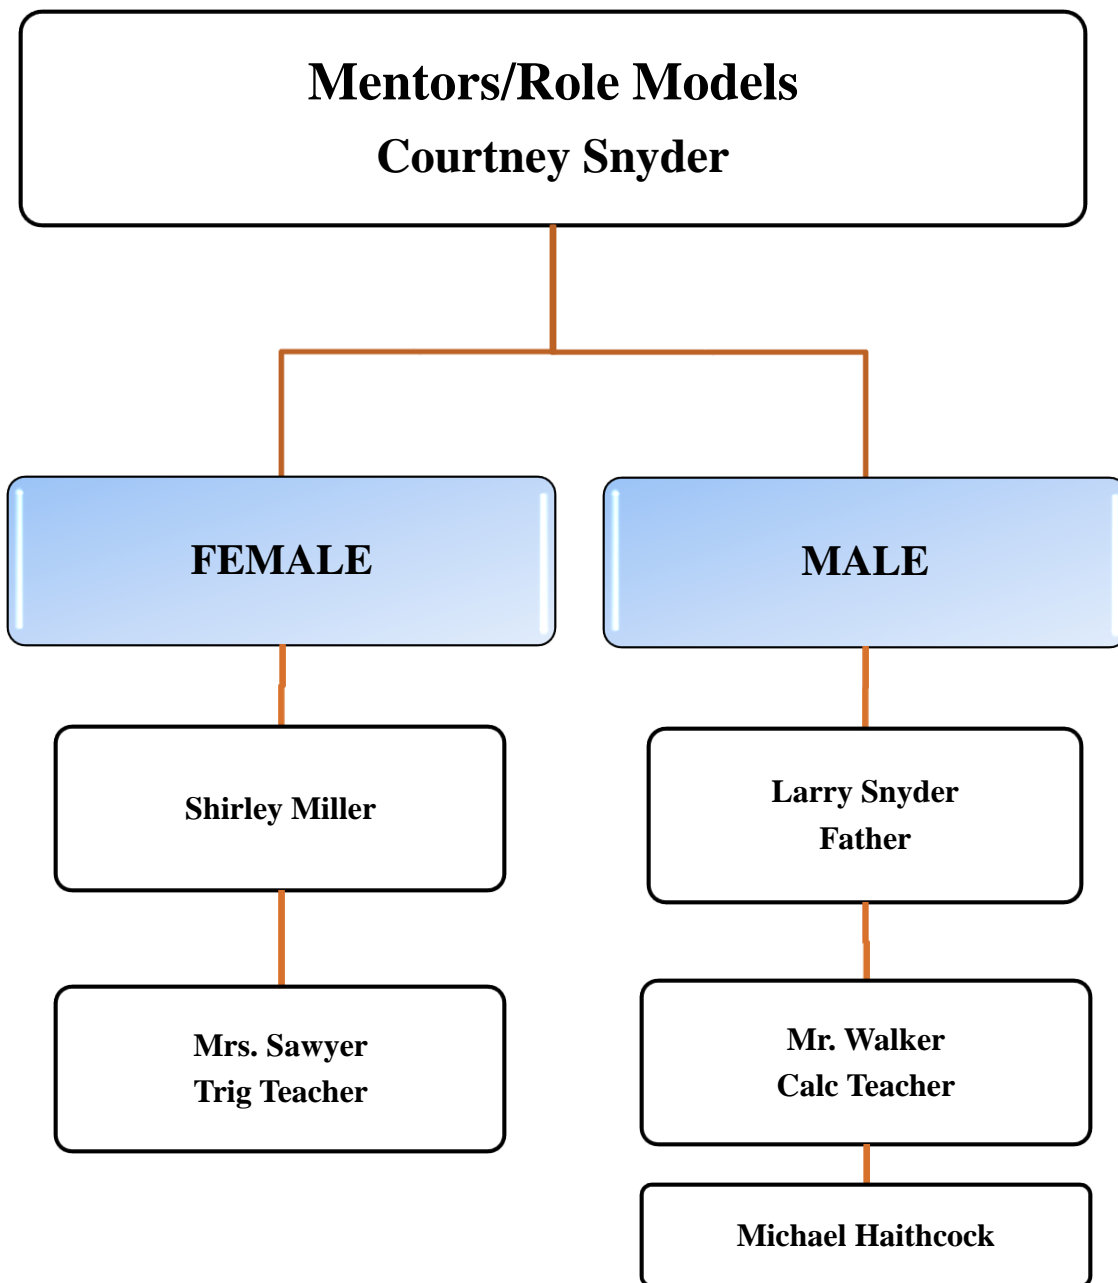 Mentors/Role Models
Courtney Snyder
FEMALE
MALE
Shirley Miller
Larry Snyder
Father
Mrs. Sawyer
Trig Teacher
Mr. Walker
Calc Teacher
Michael Haithcock